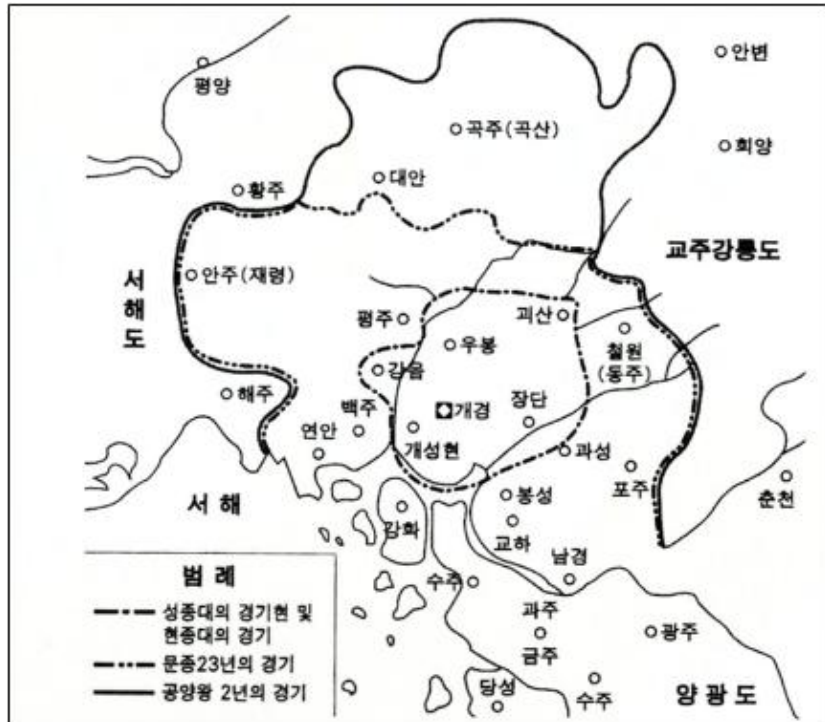 안변
평양
곡주(곡산)
회양
대안
황주
교주강릉도
서해도
안주(재령)
평주
괴산
우봉
철원
(동주)
강음
해주
백주
개경
장단
연안
개성현
과성
서해
봉성
포주
춘천
강화
교하
남경
수주
과주
광주
금주
당성
수주
양광도
범례
성종대의 경기현 및
현종대의 경기
문종23년의 경기
공양왕 2년의 경기